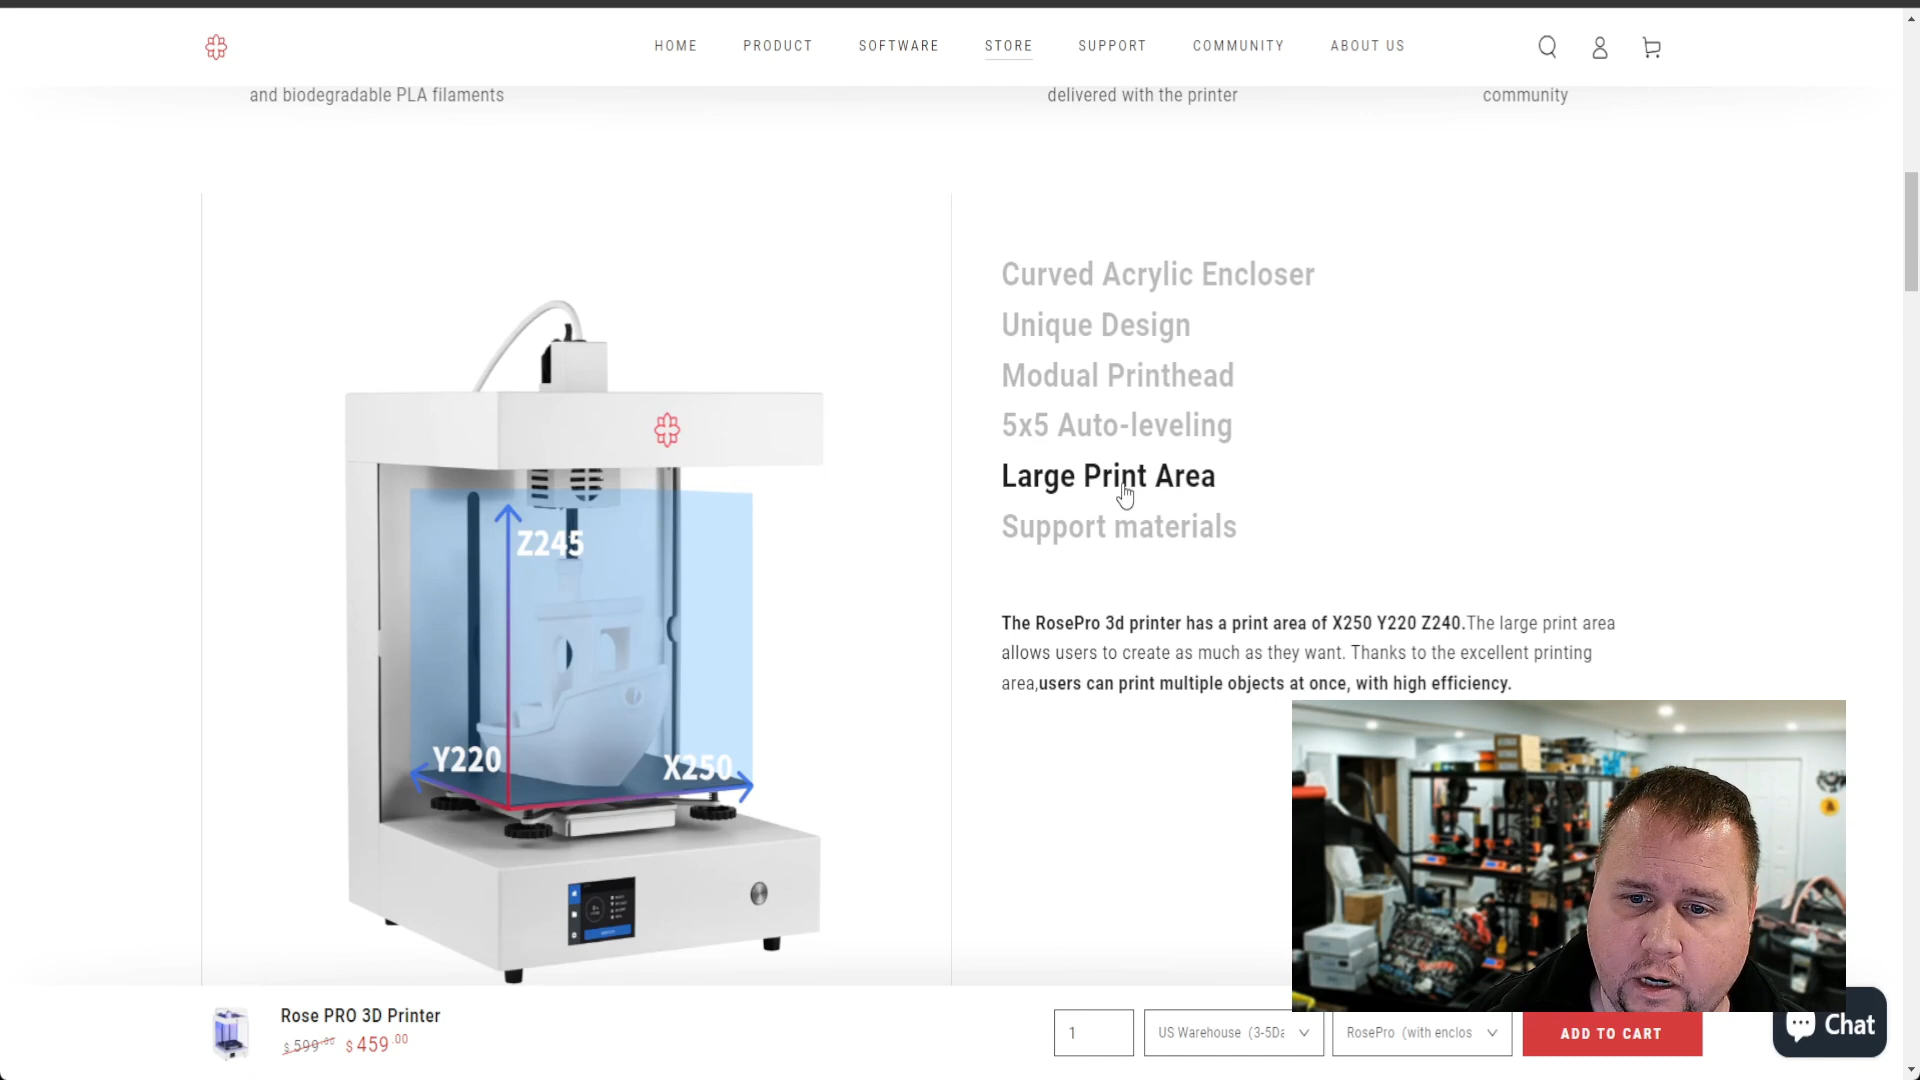 HOME PRODUCT SOFTWARE STORE SUPPORT COMMUNITY ABOUT US
and biodegradable PLA filaments
delivered with the printer
community
Curved Acrylic Encloser
Unique Design
Modual Printhead
5x5 Auto-leveling
Large Print Area
Support materials
Z245
Y220
X250
The RosePro 3d printer has a print area of X250 Y220 Z240.The large print area
allows users to create as much as they want. Thanks to the excellent printing
area,users can print multiple objects at once, with high efficiency.
Rose PRO 3D Printer
$599.00 $459.00
1
US Warehouse (3-5Da
RosePro (with enclos
ADD TO CART
Chat